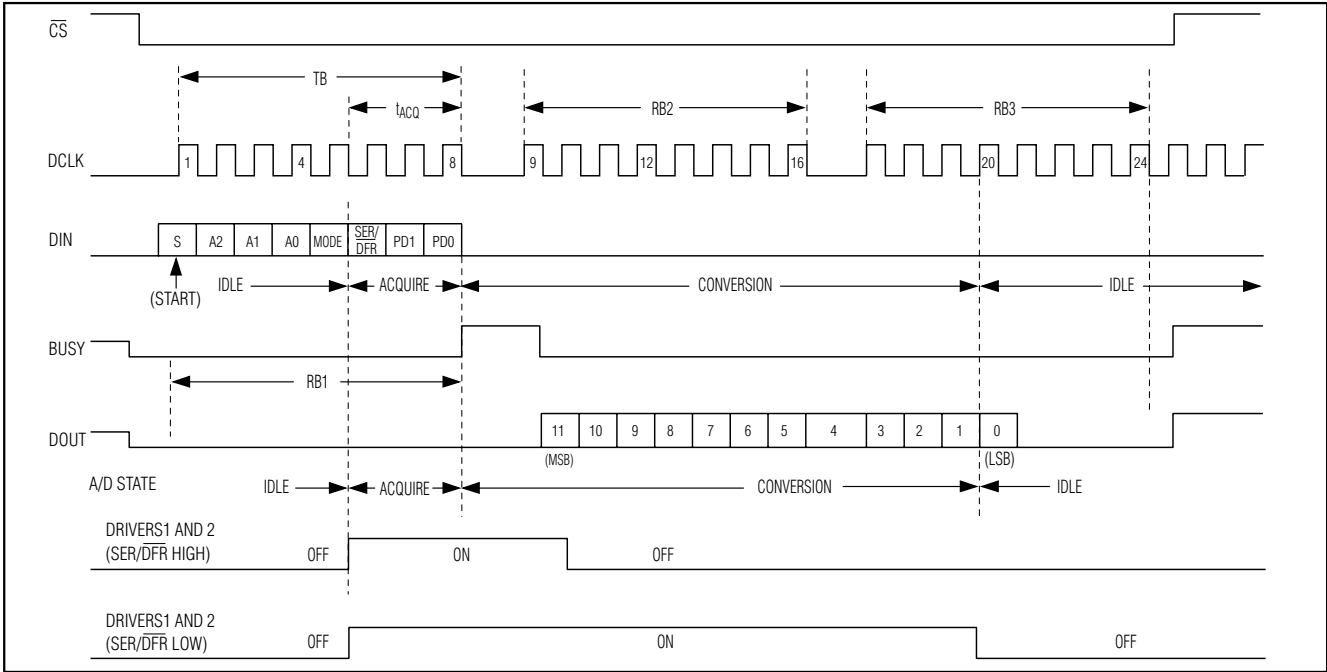 CS
TB
tACQ
RB2
RB3
DCLK
1 4 8 9 12 16 20 24
DIN
S A2 A1 A0 MODE SER/DFR PD1 PD0
(START)
IDLE ACQUIRE CONVERSION IDLE
BUSY
RB1
DOUT
11 10 9 8 7 6 5 4 3 2 1 0
(MSB) (LSB)
A/D STATE IDLE ACQUIRE CONVERSION IDLE
DRIVERS1 AND 2
(SER/DFR HIGH) OFF ON OFF
DRIVERS1 AND 2
(SER/DFR LOW) OFF ON OFF